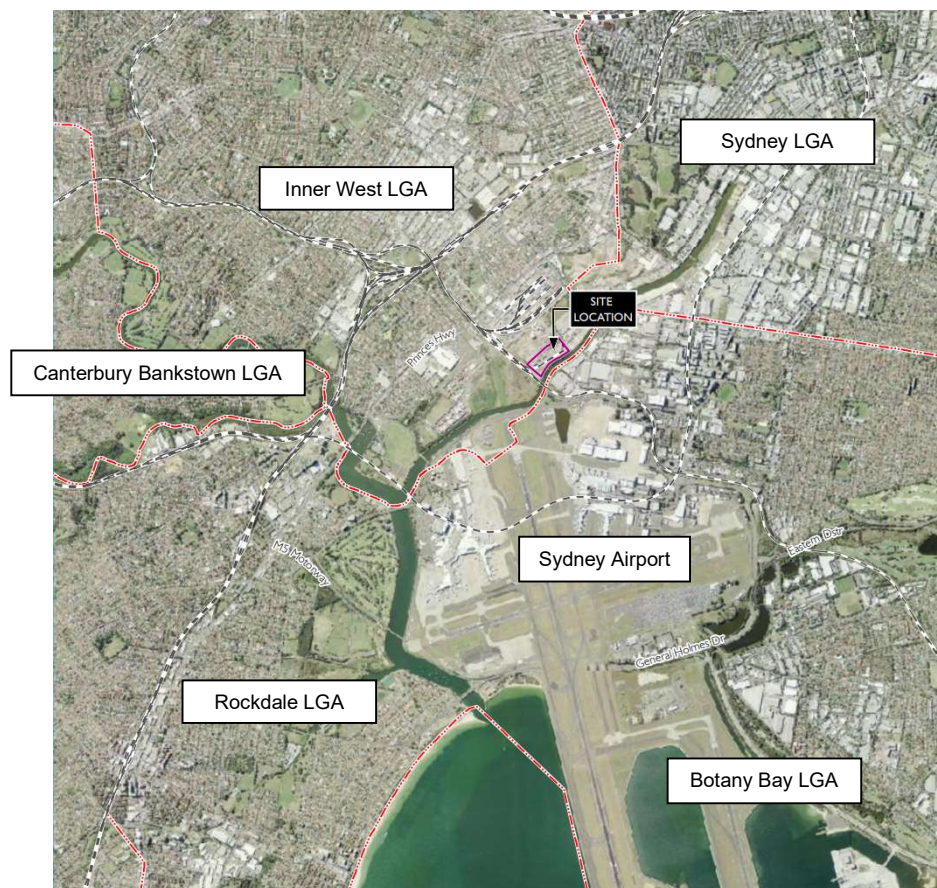 Sydney LGA
Inner West LGA
SITE
LOCATION
Princes Hwy
Canterbury Bankstown LGA
M5 Motorway
Sydney Airport
Eastern Dstr
General Holmes Dr
Rockdale LGA
Botany Bay LGA